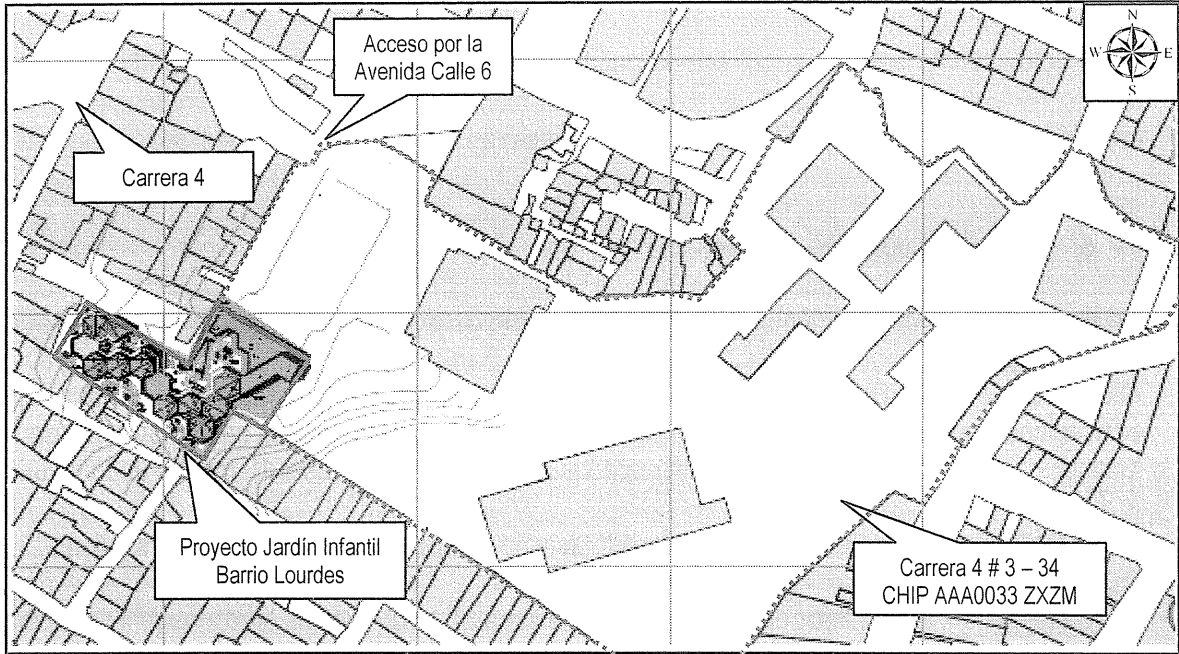 Acceso por la
Avenida Calle 6
N
W E
S
Carrera 4
Proyecto Jardín Infantil
Barrio Lourdes
Carrera 4 # 3 – 34
CHIP AAA0033 ZXZM